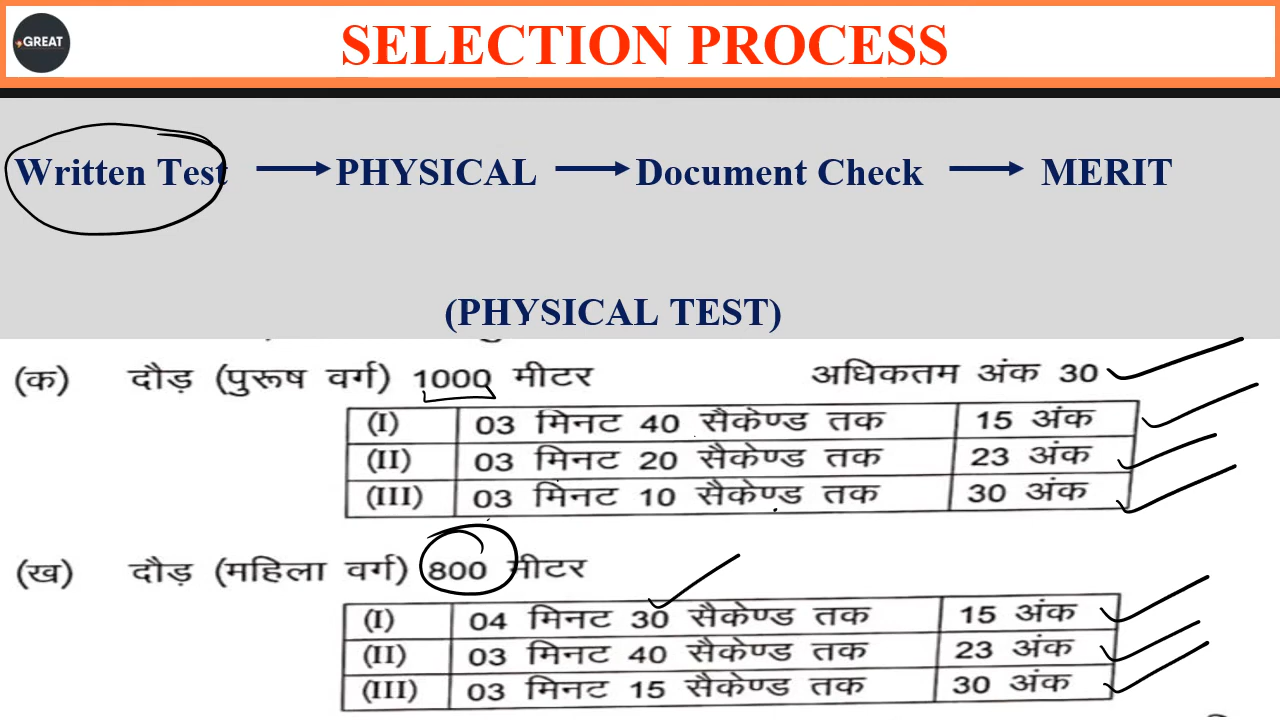 GREAT
SELECTION PROCESS
Written Test PHYSICAL Document Check MERIT
(PHYSICAL TEST)
(क) दौड़ (पुरूष वर्ग) 1000 मीटर अधिकतम अंक 30
(I) 03 मिनट 40 सैकेण्ड तक 15 अंक
(II) 03 मिनट 20 सैकेण्ड तक 23 अंक
(III) 03 मिनट 10 सैकेण्ड तक 30 अंक
(ख) दौड़ (महिला वर्ग) 800 मीटर
(I) 04 मिनट 30 सैकेण्ड तक 15 अंक
(II) 03 मिनट 40 सैकेण्ड तक 23 अंक
(III) 03 मिनट 15 सैकेण्ड तक 30 अंक